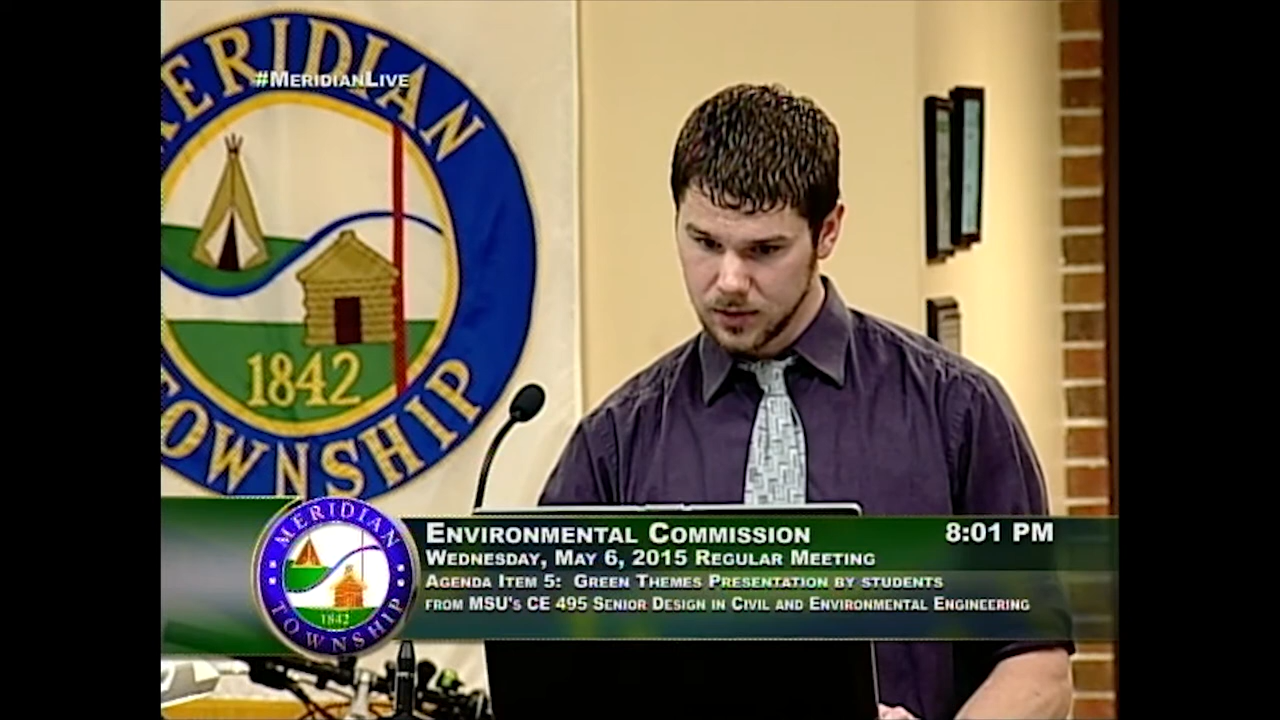 #MeridianLive
MERIDIAN
TOWNSHIP
1842
MERIDIAN
TOWNSHIP
1842
Environmental Commission
8:01 PM
Wednesday, May 6, 2015 Regular Meeting
Agenda Item 5: Green Themes Presentation by students
from MSU's CE 495 Senior Design in Civil and Environmental Engineering